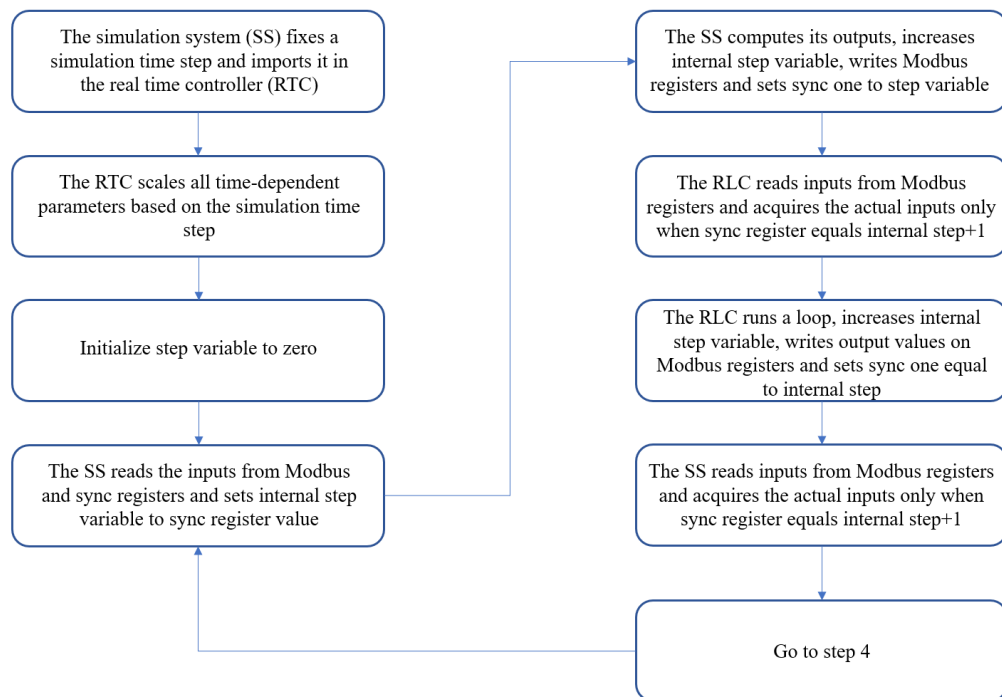 The simulation system (SS) fixes a
simulation time step and imports it in
the real time controller (RTC)
The RTC scales all time-dependent
parameters based on the simulation time
step
Initialize step variable to zero
The SS reads the inputs from Modbus
and sync registers and sets internal step
variable to sync register value
The SS computes its outputs, increases
internal step variable, writes Modbus
registers and sets sync one to step variable
The RLC reads inputs from Modbus
registers and acquires the actual inputs only
when sync register equals internal step+1
The RLC runs a loop, increases internal
step variable, writes output values on
Modbus registers and sets sync one equal
to internal step
The SS reads inputs from Modbus registers
and acquires the actual inputs only when
sync register equals internal step+1
Go to step 4